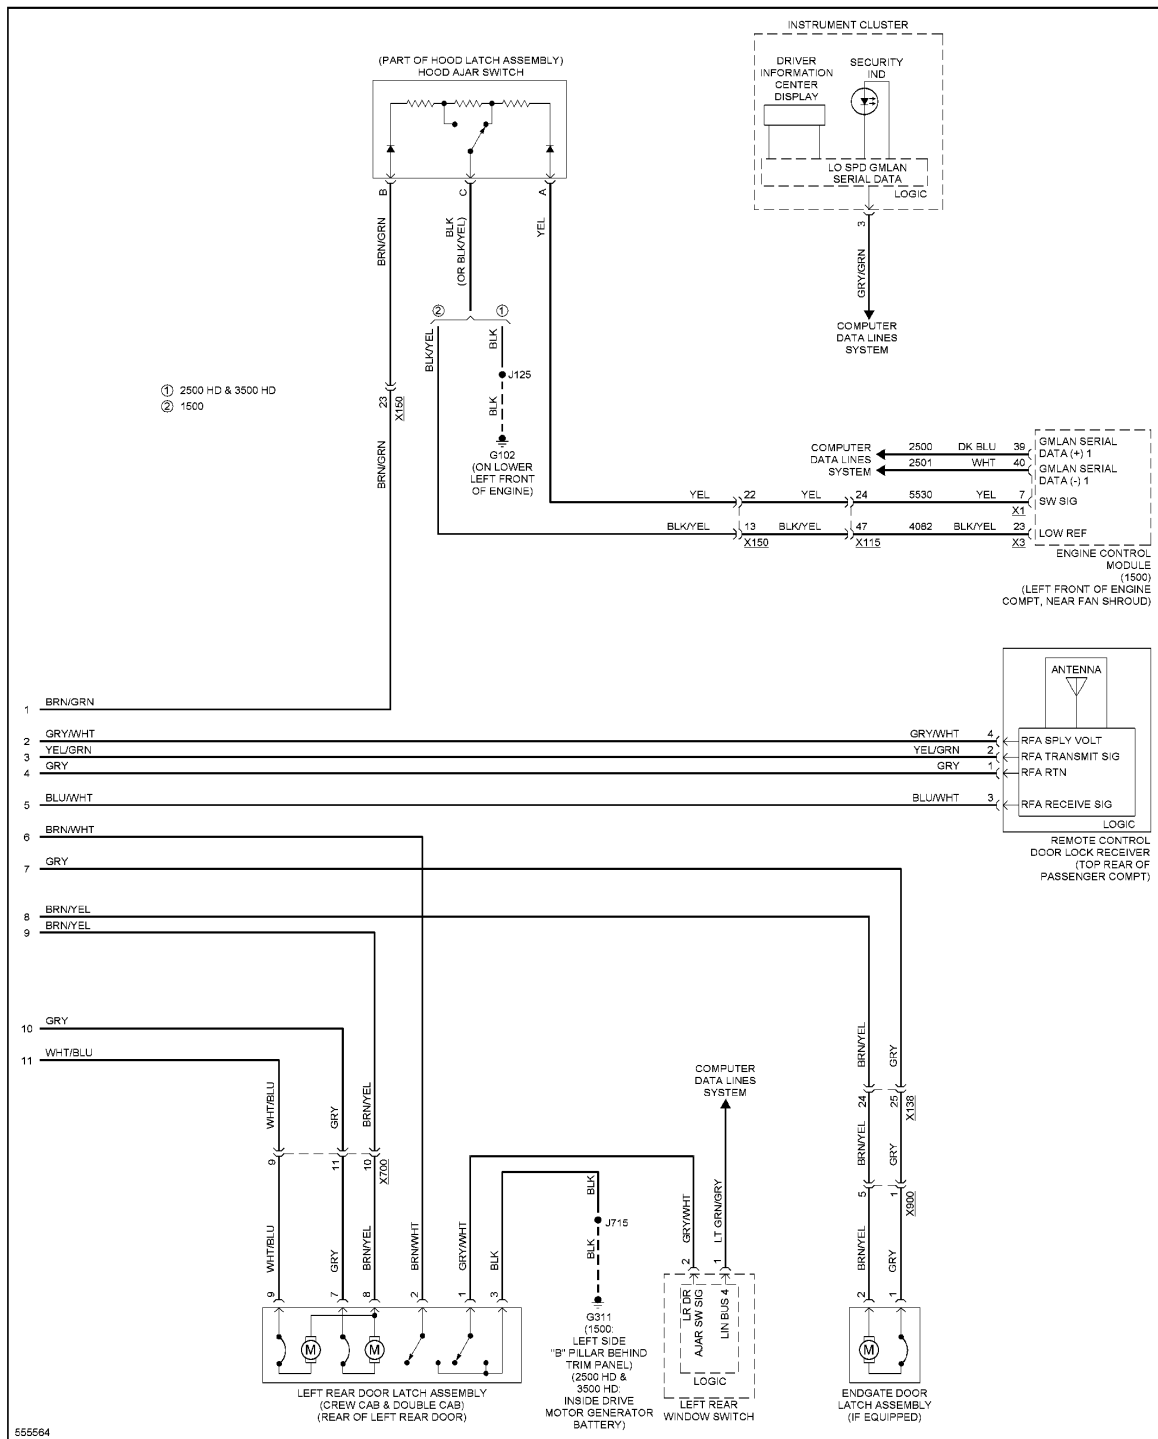 INSTRUMENT CLUSTER
(PART OF HOOD LATCH ASSEMBLY)
HOOD AJAR SWITCH
DRIVER
INFORMATION
CENTER
DISPLAY
SECURITY
IND
LO SPD GMLAN
SERIAL DATA
LOGIC
B
C
A
3
BRN/GRN
BLK
(OR BLK/YEL)
YEL
GRY/GRN
COMPUTER
DATA LINES
SYSTEM
2
1
BLK/YEL
BLK
J125
BLK
G102
(ON LOWER
LEFT FRONT
OF ENGINE)
1 2500 HD & 3500 HD
2 1500
23
X150
BRN/GRN
COMPUTER
DATA LINES
SYSTEM
2500 DK BLU 39
GMLAN SERIAL
DATA (+) 1
2501 WHT 40
GMLAN SERIAL
DATA (-) 1
YEL 22 YEL 24 5530 YEL 7 SW SIG
X1
BLK/YEL 13 BLK/YEL 47 4082 BLK/YEL 23 LOW REF
X150 X115 X3
ENGINE CONTROL
MODULE
(1500)
(LEFT FRONT OF ENGINE
COMPT, NEAR FAN SHROUD)
ANTENNA
1 BRN/GRN
2 GRY/WHT GRY/WHT 4 RFA SPLY VOLT
3 YEL/GRN YEL/GRN 2 RFA TRANSMIT SIG
4 GRY GRY 1 RFA RTN
5 BLU/WHT BLU/WHT 3 RFA RECEIVE SIG
LOGIC
REMOTE CONTROL
DOOR LOCK RECEIVER
(TOP REAR OF
PASSENGER COMPT)
6 BRN/WHT
7 GRY
8 BRN/YEL
9 BRN/YEL
10 GRY
11 WHT/BLU
WHT/BLU
GRY
BRN/YEL
9
11
10
X700
WHT/BLU
GRY
BRN/YEL
BRN/WHT
GRY/WHT
BLK
9
7
8
2
1
3
M
M
LEFT REAR DOOR LATCH ASSEMBLY
(CREW CAB & DOUBLE CAB)
(REAR OF LEFT REAR DOOR)
BLK
J715
BLK
G311
(1500:
LEFT SIDE
"B" PILLAR BEHIND
TRIM PANEL)
(2500 HD &
3500 HD:
INSIDE DRIVE
MOTOR GENERATOR
BATTERY)
COMPUTER
DATA LINES
SYSTEM
GRY/WHT
LT GRN/GRY
2
1
LR DR
AJAR SW SIG
LIN BUS 4
LOGIC
LEFT REAR
WINDOW SWITCH
BRN/YEL
GRY
24
25
X138
BRN/YEL
GRY
5
1
X900
BRN/YEL
GRY
2
1
M
ENDGATE DOOR
LATCH ASSEMBLY
(IF EQUIPPED)
555564